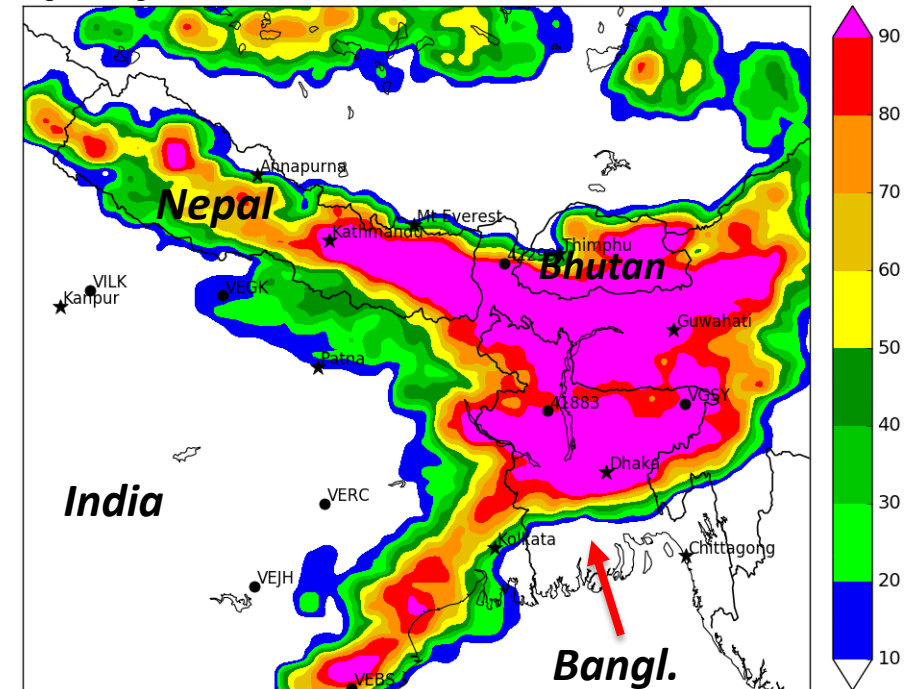 90
80
70
60
50
40
30
20
10
Annapurna
Nepal
Mt Everest
Kathmandu
Thimphu
Bhutan
VILK
Kanpur
VEGK
Guwahati
Patna
41883
VGSY
Dhaka
India
VERC
Kolkata
Chittagong
VEJH
Bangl.
VEBS